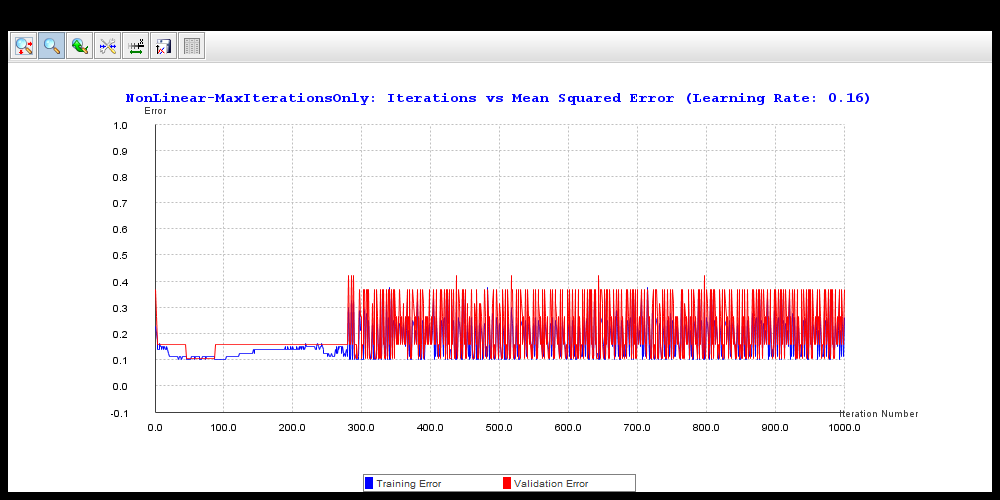 NonLinear-MaxIterationsOnly: Iterations vs Mean Squared Error (Learning Rate: 0.16)
Error
1.0
0.9
0.8
0.7
0.6
0.5
0.4
0.3
0.2
0.1
0.0
-0.1
Iteration Number
0.0 100.0 200.0 300.0 400.0 500.0 600.0 700.0 800.0 900.0 1000.0
Training Error Validation Error